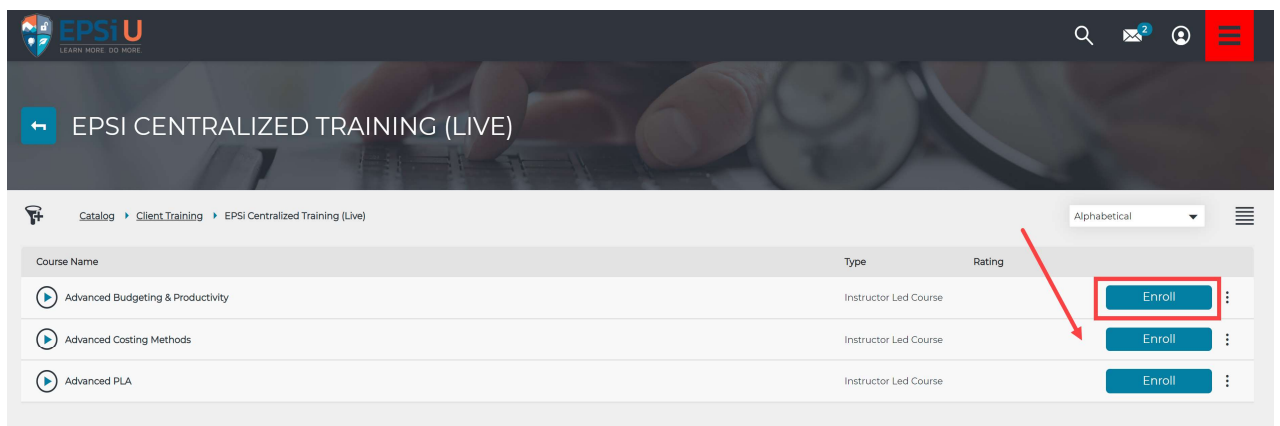 EPSi U
LEARN MORE. DO MORE.
2
EPSI CENTRALIZED TRAINING (LIVE)
Catalog Client Training EPSi Centralized Training (Live)
Alphabetical
Course Name Type Rating
Advanced Budgeting & Productivity Instructor Led Course Enroll
Advanced Costing Methods Instructor Led Course Enroll
Advanced PLA Instructor Led Course Enroll